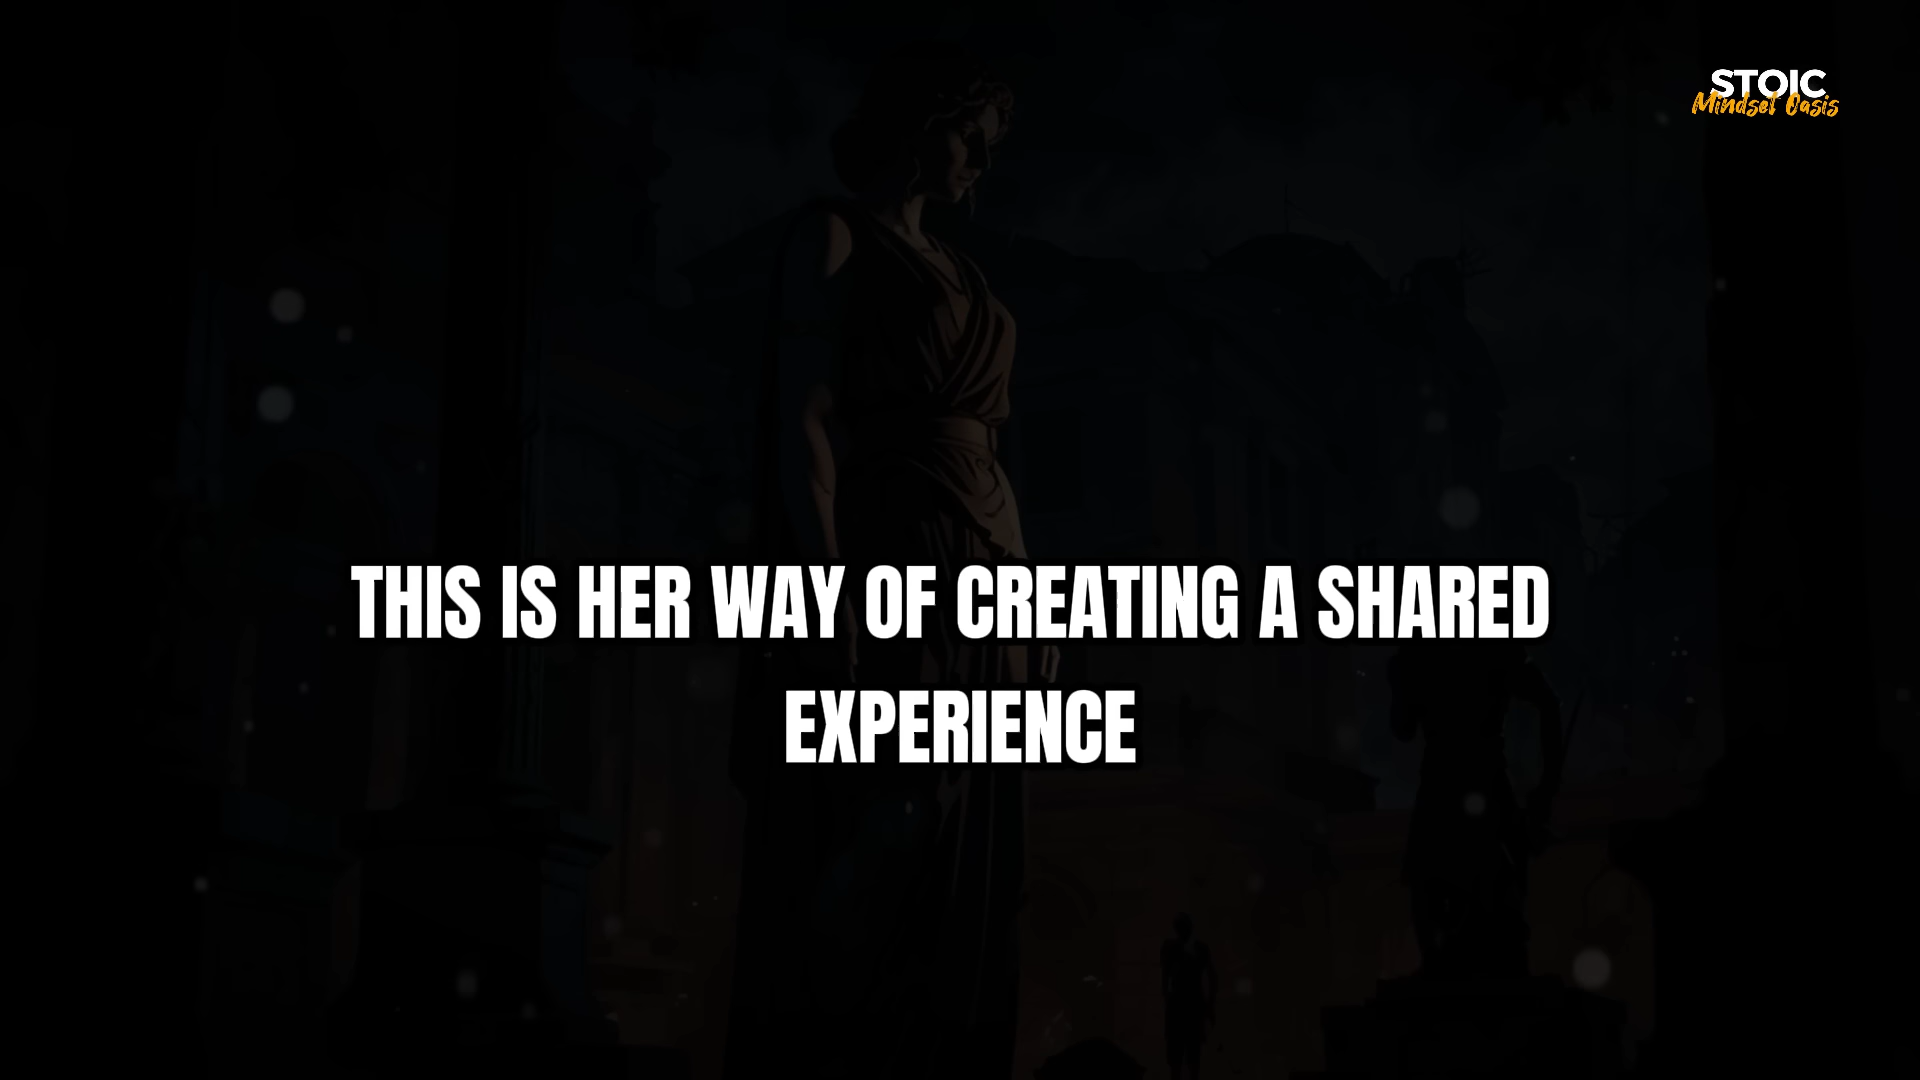 STOIC
Mindset Oasis
THIS IS HER WAY OF CREATING A SHARED
EXPERIENCE